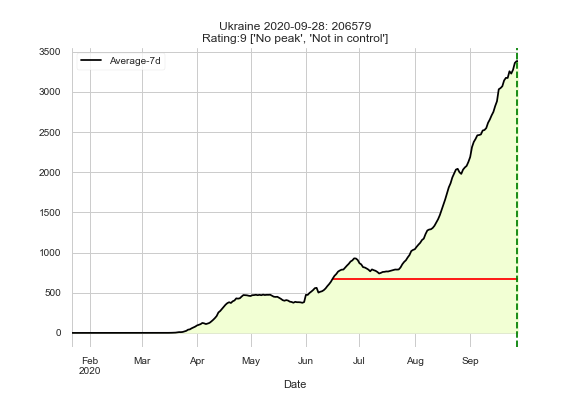 Ukraine 2020-09-28: 206579
Rating:9 ['No peak', 'Not in control']
Average-7d
3500
3000
2500
2000
1500
1000
500
0
Feb Mar Apr May Jun Jul Aug Sep
2020
Date